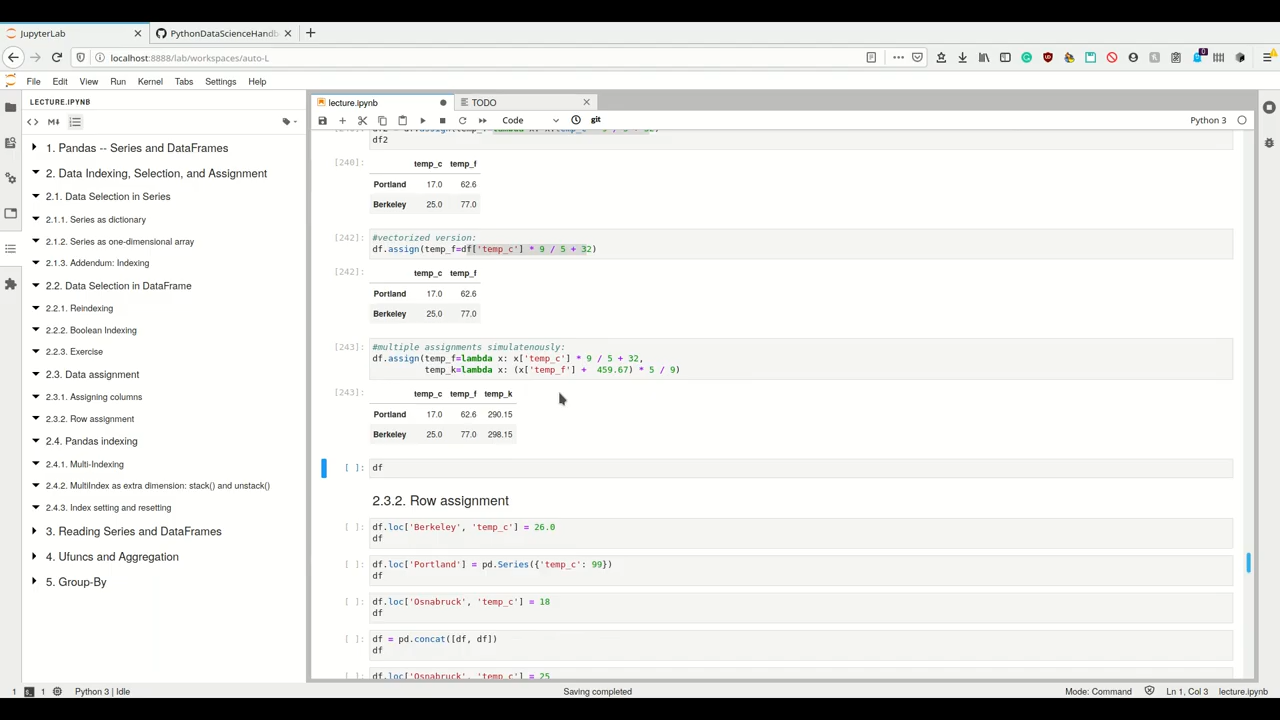 JupyterLab
PythonDataScienceHandb
localhost:8888/lab/workspaces/auto-L
File Edit View Run Kernel Tabs Settings Help
LECTURE.IPYNB
1. Pandas -- Series and DataFrames
2. Data Indexing, Selection, and Assignment
2.1. Data Selection in Series
2.1.1. Series as dictionary
2.1.2. Series as one-dimensional array
2.1.3. Addendum: Indexing
2.2. Data Selection in DataFrame
2.2.1. Reindexing
2.2.2. Boolean Indexing
2.2.3. Exercise
2.3. Data assignment
2.3.1. Assigning columns
2.3.2. Row assignment
2.4. Pandas indexing
2.4.1. Multi-Indexing
2.4.2. MultiIndex as extra dimension: stack() and unstack()
2.4.3. Index setting and resetting
3. Reading Series and DataFrames
4. Ufuncs and Aggregation
5. Group-By
lecture.ipynb
TODO
Code
git
Python 3
df2
[240]:
temp_c temp_f
Portland 17.0 62.6
Berkeley 25.0 77.0
[242]: #vectorized version:
df.assign(temp_f=df['temp_c'] * 9 / 5 + 32)
[242]:
temp_c temp_f
Portland 17.0 62.6
Berkeley 25.0 77.0
[243]: #multiple assignments simulatenously:
df.assign(temp_f=lambda x: x['temp_c'] * 9 / 5 + 32,
temp_k=lambda x: (x['temp_f'] +  459.67) * 5 / 9)
[243]:
temp_c temp_f temp_k
Portland 17.0 62.6 290.15
Berkeley 25.0 77.0 298.15
[ ]: df
2.3.2. Row assignment
[ ]: df.loc['Berkeley', 'temp_c'] = 26.0
df
[ ]: df.loc['Portland'] = pd.Series({'temp_c': 99})
df
[ ]: df.loc['Osnabruck', 'temp_c'] = 18
df
[ ]: df = pd.concat([df, df])
df
[ ]: df.loc['Osnabruck', 'temp_c'] = 25
1 1 Python 3 | Idle
Saving completed
Mode: Command
Ln 1, Col 3
lecture.ipynb